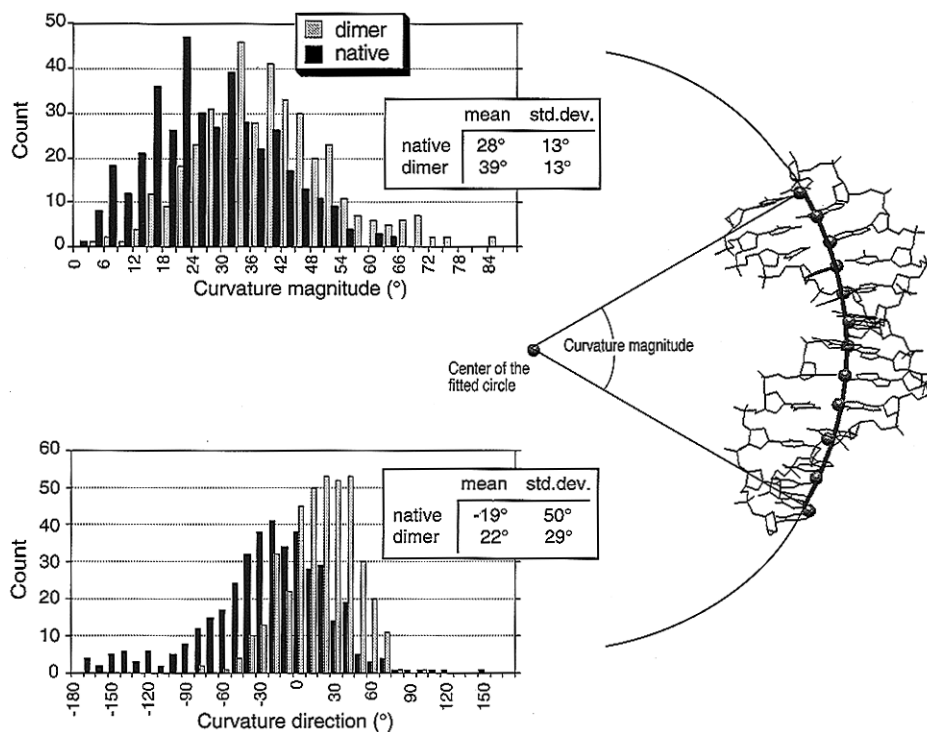 50
40
30
20
10
0
Count
dimer
native
mean std.dev.
native 28° 13°
dimer 39° 13°
0 6 12 18 24 30 36 42 48 54 60 66 72 78 84
Curvature magnitude (°)
Center of the
fitted circle
Curvature magnitude
60
50
40
30
20
10
0
Count
mean std.dev.
native -19° 50°
dimer 22° 29°
-180 -150 -120 -90 -60 -30 0 30 60 90 120 150
Curvature direction (°)